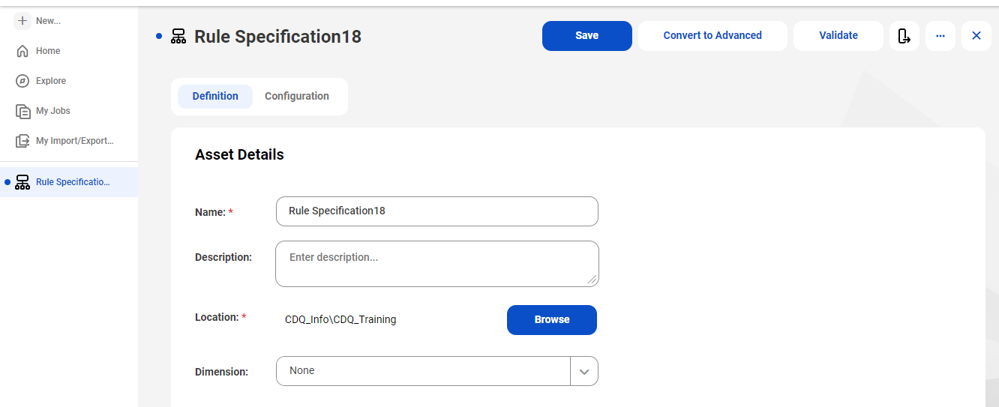 New...
Home
Explore
My Jobs
My Import/Export...
Rule Specificatio...
Rule Specification18
Save
Convert to Advanced
Validate
...
Definition
Configuration
Asset Details
Name: *
Rule Specification18
Description:
Enter description...
Location: *
CDQ_Info\CDQ_Training
Browse
Dimension:
None